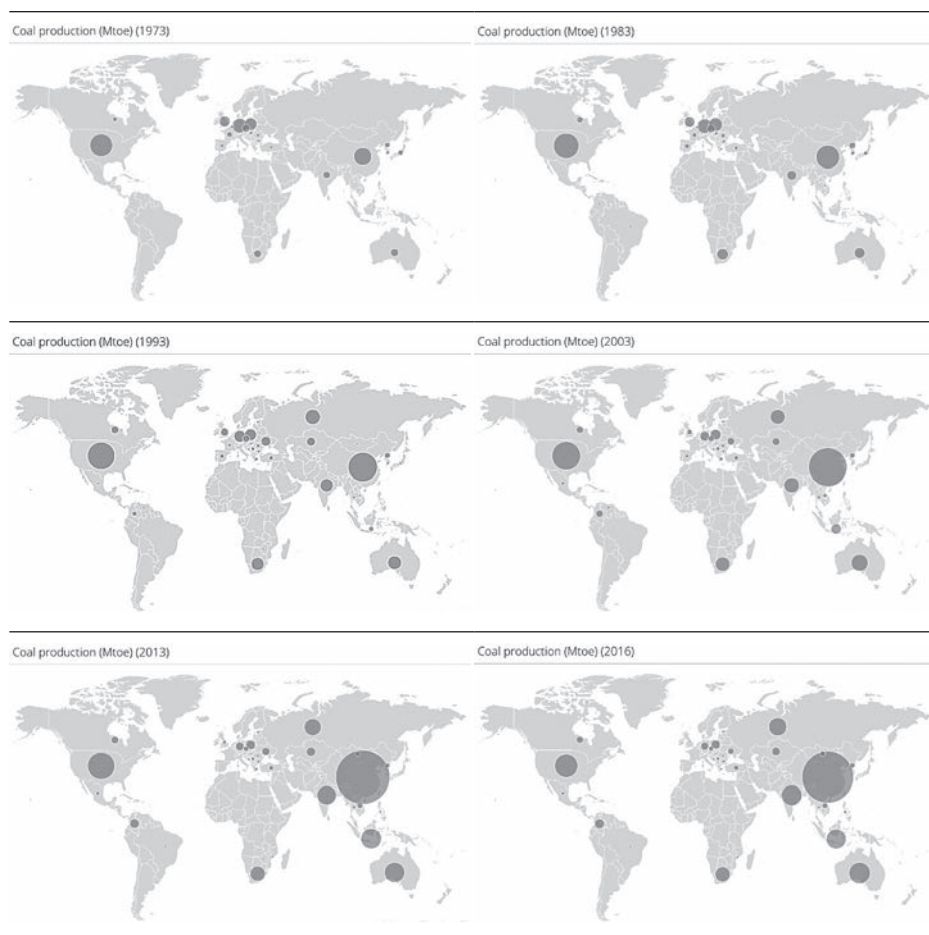 Coal production (Mtoe) (1973)
Coal production (Mtoe) (1983)
Coal production (Mtoe) (1993)
Coal production (Mtoe) (2003)
Coal production (Mtoe) (2013)
Coal production (Mtoe) (2016)